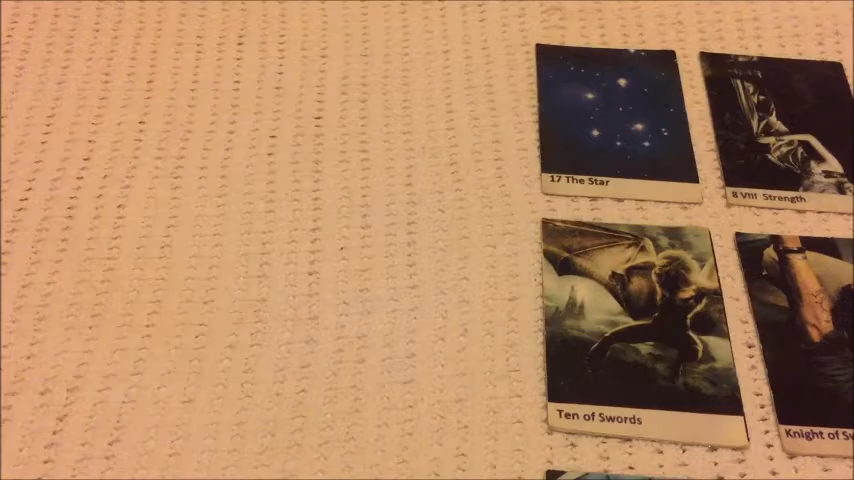 17 The Star
8 VIII Strength
Ten of Swords
Knight of